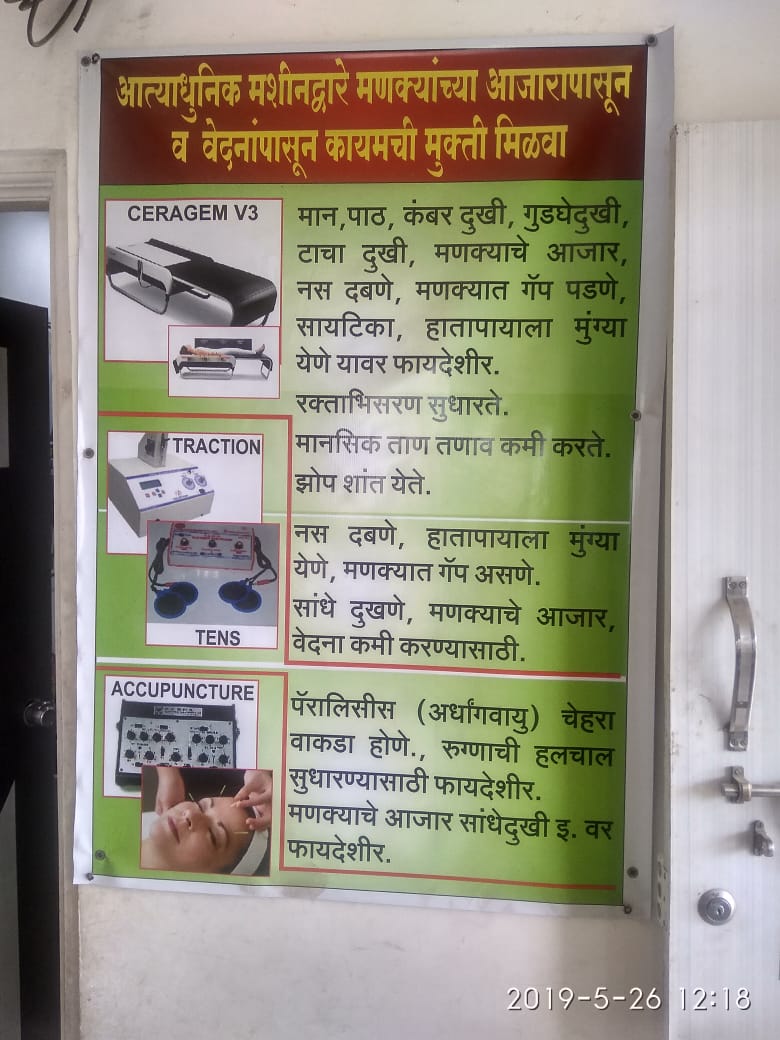 आत्याधुनिक मशीनद्वारे मणक्यांच्या आजारापासून
व वेदनांपासून कायमची मुक्ती मिळवा
CERAGEM V3
मान,पाठ, कंबर दुखी, गुडघेदुखी,
टाचा दुखी, मणक्याचे आजार,
नस दबणे, मणक्यात गॅप पडणे,
सायटिका, हातापायाला मुंग्या
येणे यावर फायदेशीर.
रक्ताभिसरण सुधारते.
मानसिक ताण तणाव कमी करते.
झोप शांत येते.
TRACTION
TENS
नस दबणे, हातापायाला मुंग्या
येणे, मणक्यात गॅप असणे.
सांधे दुखणे, मणक्याचे आजार,
वेदना कमी करण्यासाठी.
ACCUPUNCTURE
पॅरालिसीस (अर्धांगवायु) चेहरा
वाकडा होणे., रुग्णाची हलचाल
सुधारण्यासाठी फायदेशीर.
मणक्याचे आजार सांधेदुखी इ. वर
फायदेशीर.
2019-5-26 12:18